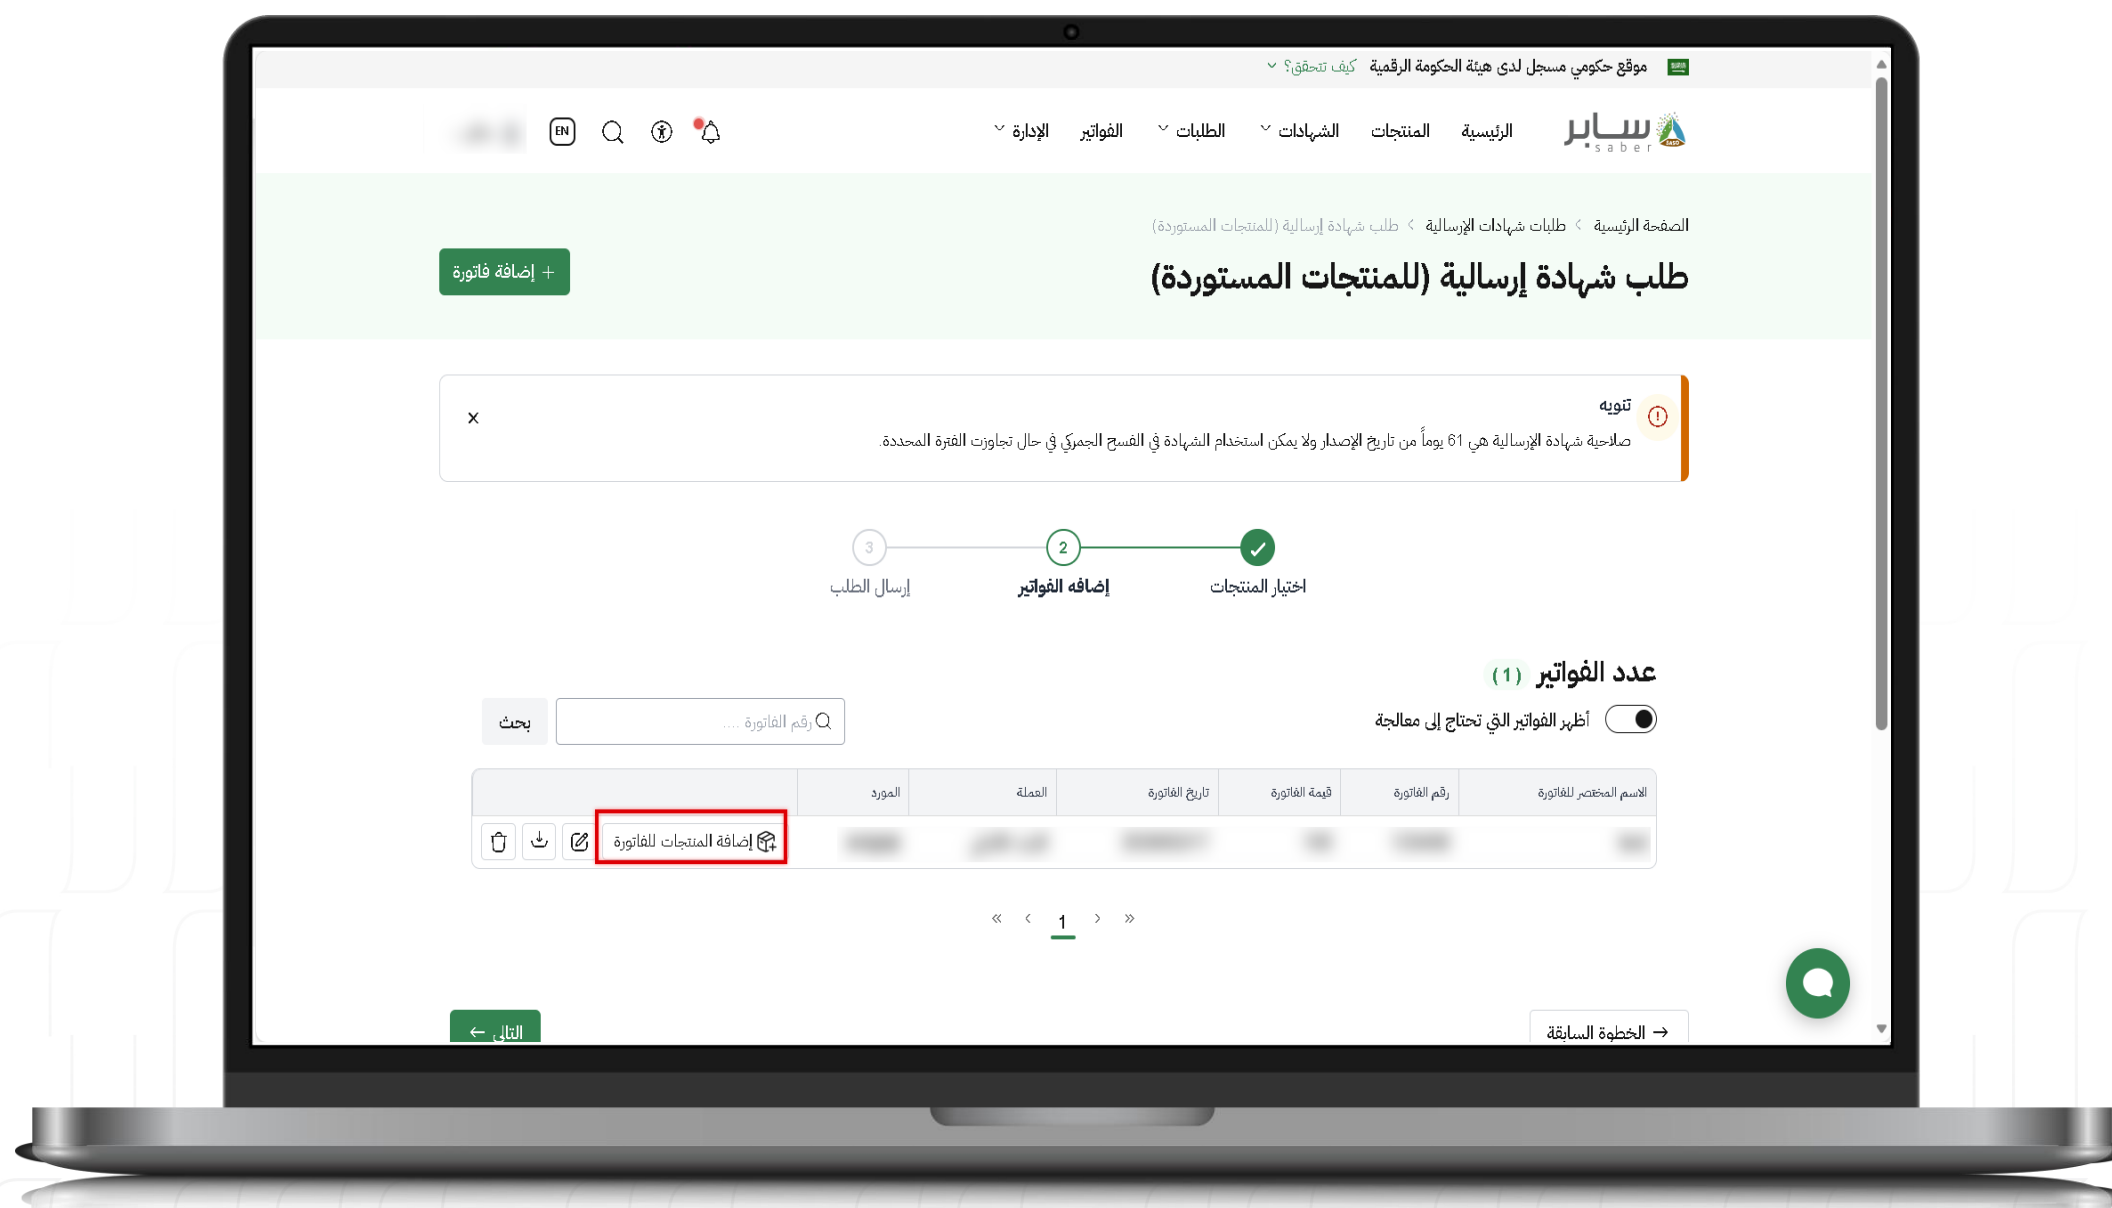 موقع حكومي مسجل لدى هيئة الحكومة الرقمية كيف تتحقق؟
سابر
saber
SASO
الرئيسية المنتجات الشهادات الطلبات الفواتير الإدارة EN
الصفحة الرئيسية > طلبات شهادات الإرسالية > طلب شهادة إرسالية (للمنتجات المستوردة)
طلب شهادة إرسالية (للمنتجات المستوردة)
+ إضافة فاتورة
تنويه
صلاحية شهادة الإرسالية هي 61 يوماً من تاريخ الإصدار ولا يمكن استخدام الشهادة في الفسح الجمركي في حال تجاوزت الفترة المحددة.
2 3
اختيار المنتجات إضافه الفواتير إرسال الطلب
عدد الفواتير (1)
أظهر الفواتير التي تحتاج إلى معالجة رقم الفاتورة .... بحث
الاسم المختصر للفاتورة رقم الفاتورة قيمة الفاتورة تاريخ الفاتورة العملة المورد
إضافة المنتجات للفاتورة
« ‹ 1 › »
→ الخطوة السابقة التالي ←